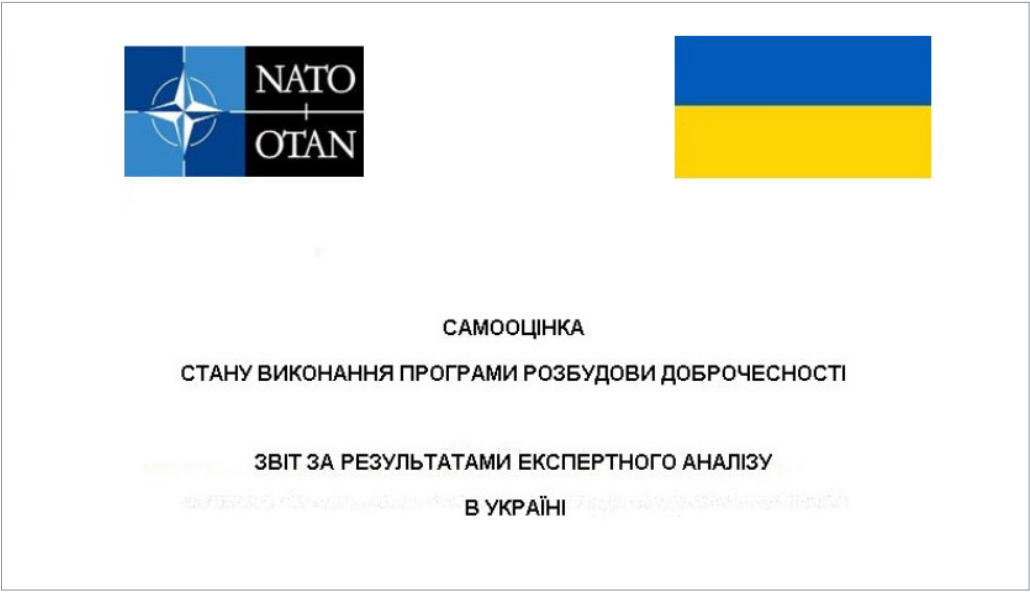 NATO
OTAN
САМООЦІНКА
СТАНУ ВИКОНАННЯ ПРОГРАМИ РОЗБУДОВИ ДОБРОЧЕСНОСТІ
ЗВІТ ЗА РЕЗУЛЬТАТАМИ ЕКСПЕРТНОГО АНАЛІЗУ
В УКРАЇНІ